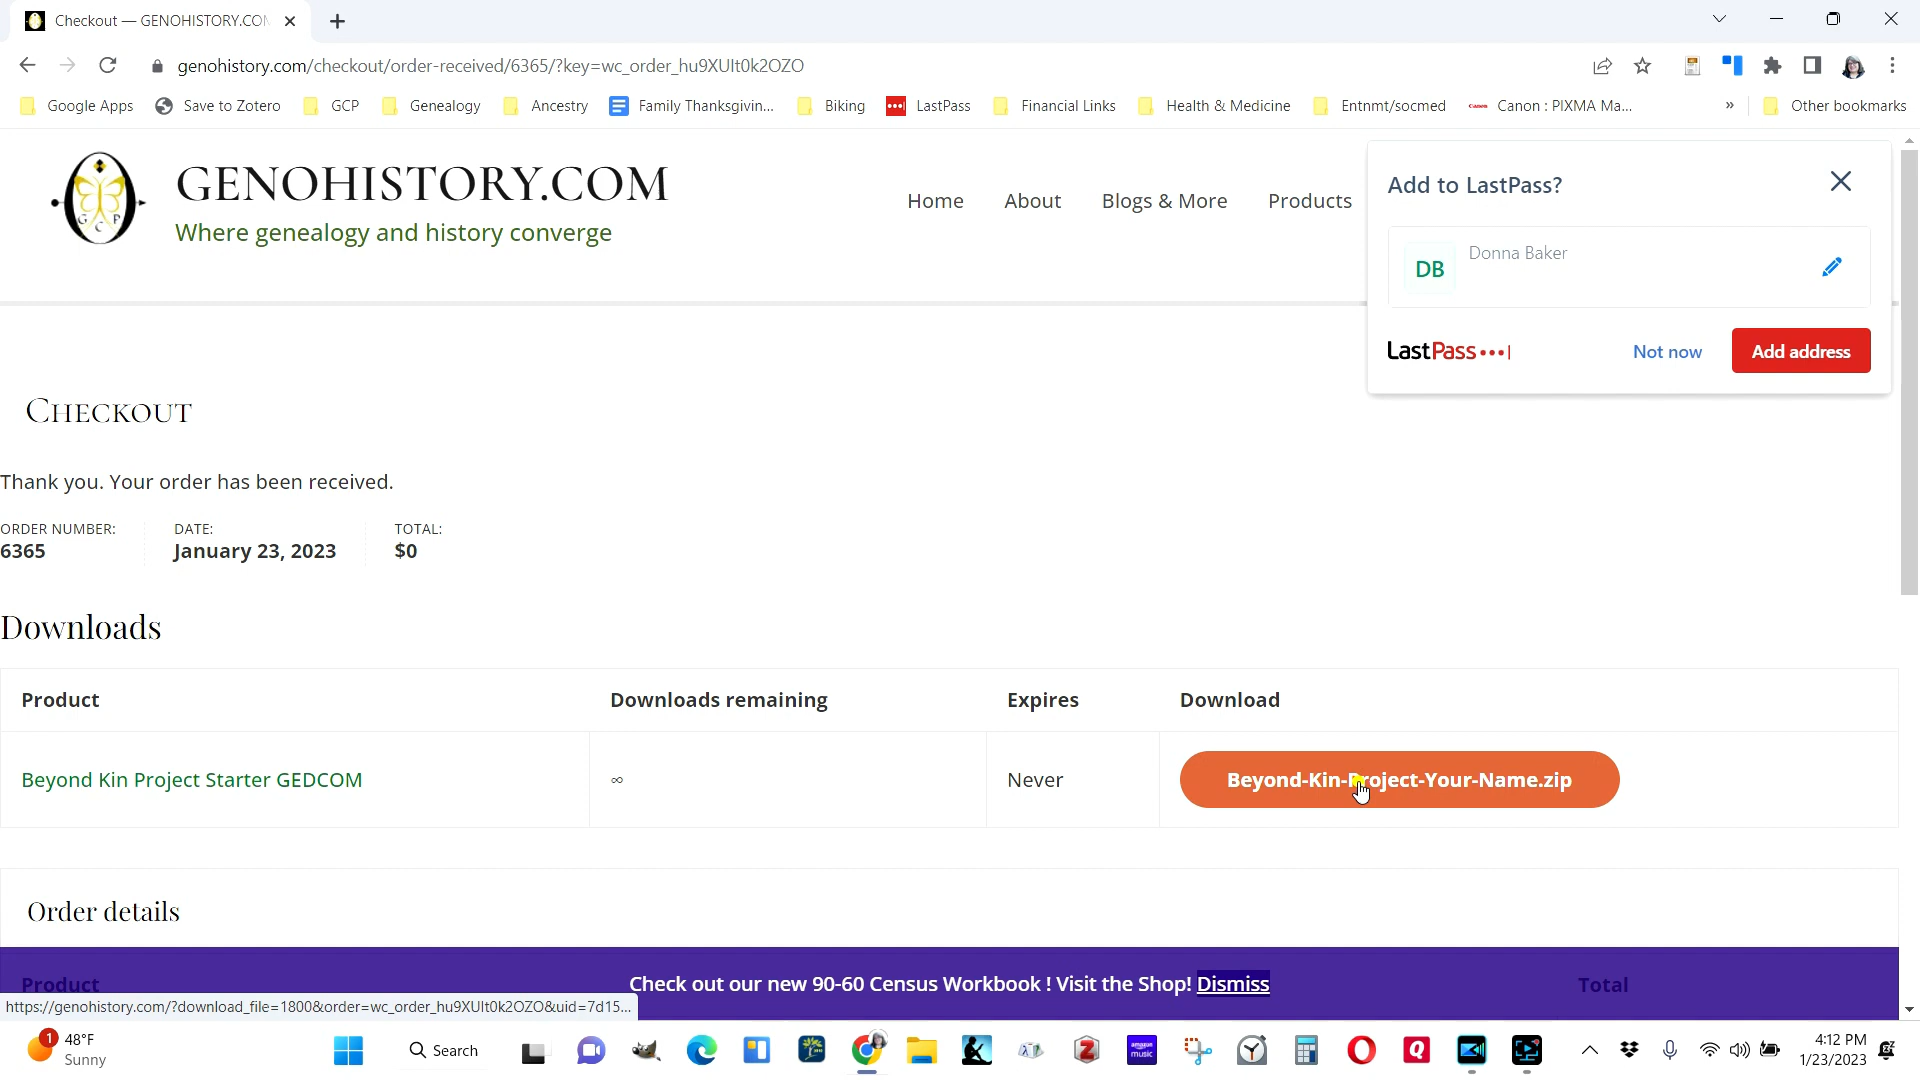 Checkout — GENOHISTORY.COM
genohistory.com/checkout/order-received/6365/?key=wc_order_hu9XUlt0k2OZO
Google Apps Save to Zotero GCP Genealogy Ancestry Family Thanksgivin... Biking LastPass Financial Links Health & Medicine Entnmt/socmed Canon : PIXMA Ma... » Other bookmarks
GENOHISTORY.COM
Where genealogy and history converge
G C P
Home About Blogs & More Products
Add to LastPass?
DB Donna Baker
LastPass Not now Add address
CHECKOUT
Thank you. Your order has been received.
ORDER NUMBER: DATE: TOTAL:
6365 January 23, 2023 $0
Downloads
Product Downloads remaining Expires Download
Beyond Kin Project Starter GEDCOM ∞ Never Beyond-Kin-Project-Your-Name.zip
Order details
Product Total
Check out our new 90-60 Census Workbook ! Visit the Shop! Dismiss
https://genohistory.com/?download_file=1800&order=wc_order_hu9XUlt0k2OZO&uid=7d15...
1 48°F
Sunny
Search
amazon music
4:12 PM
1/23/2023